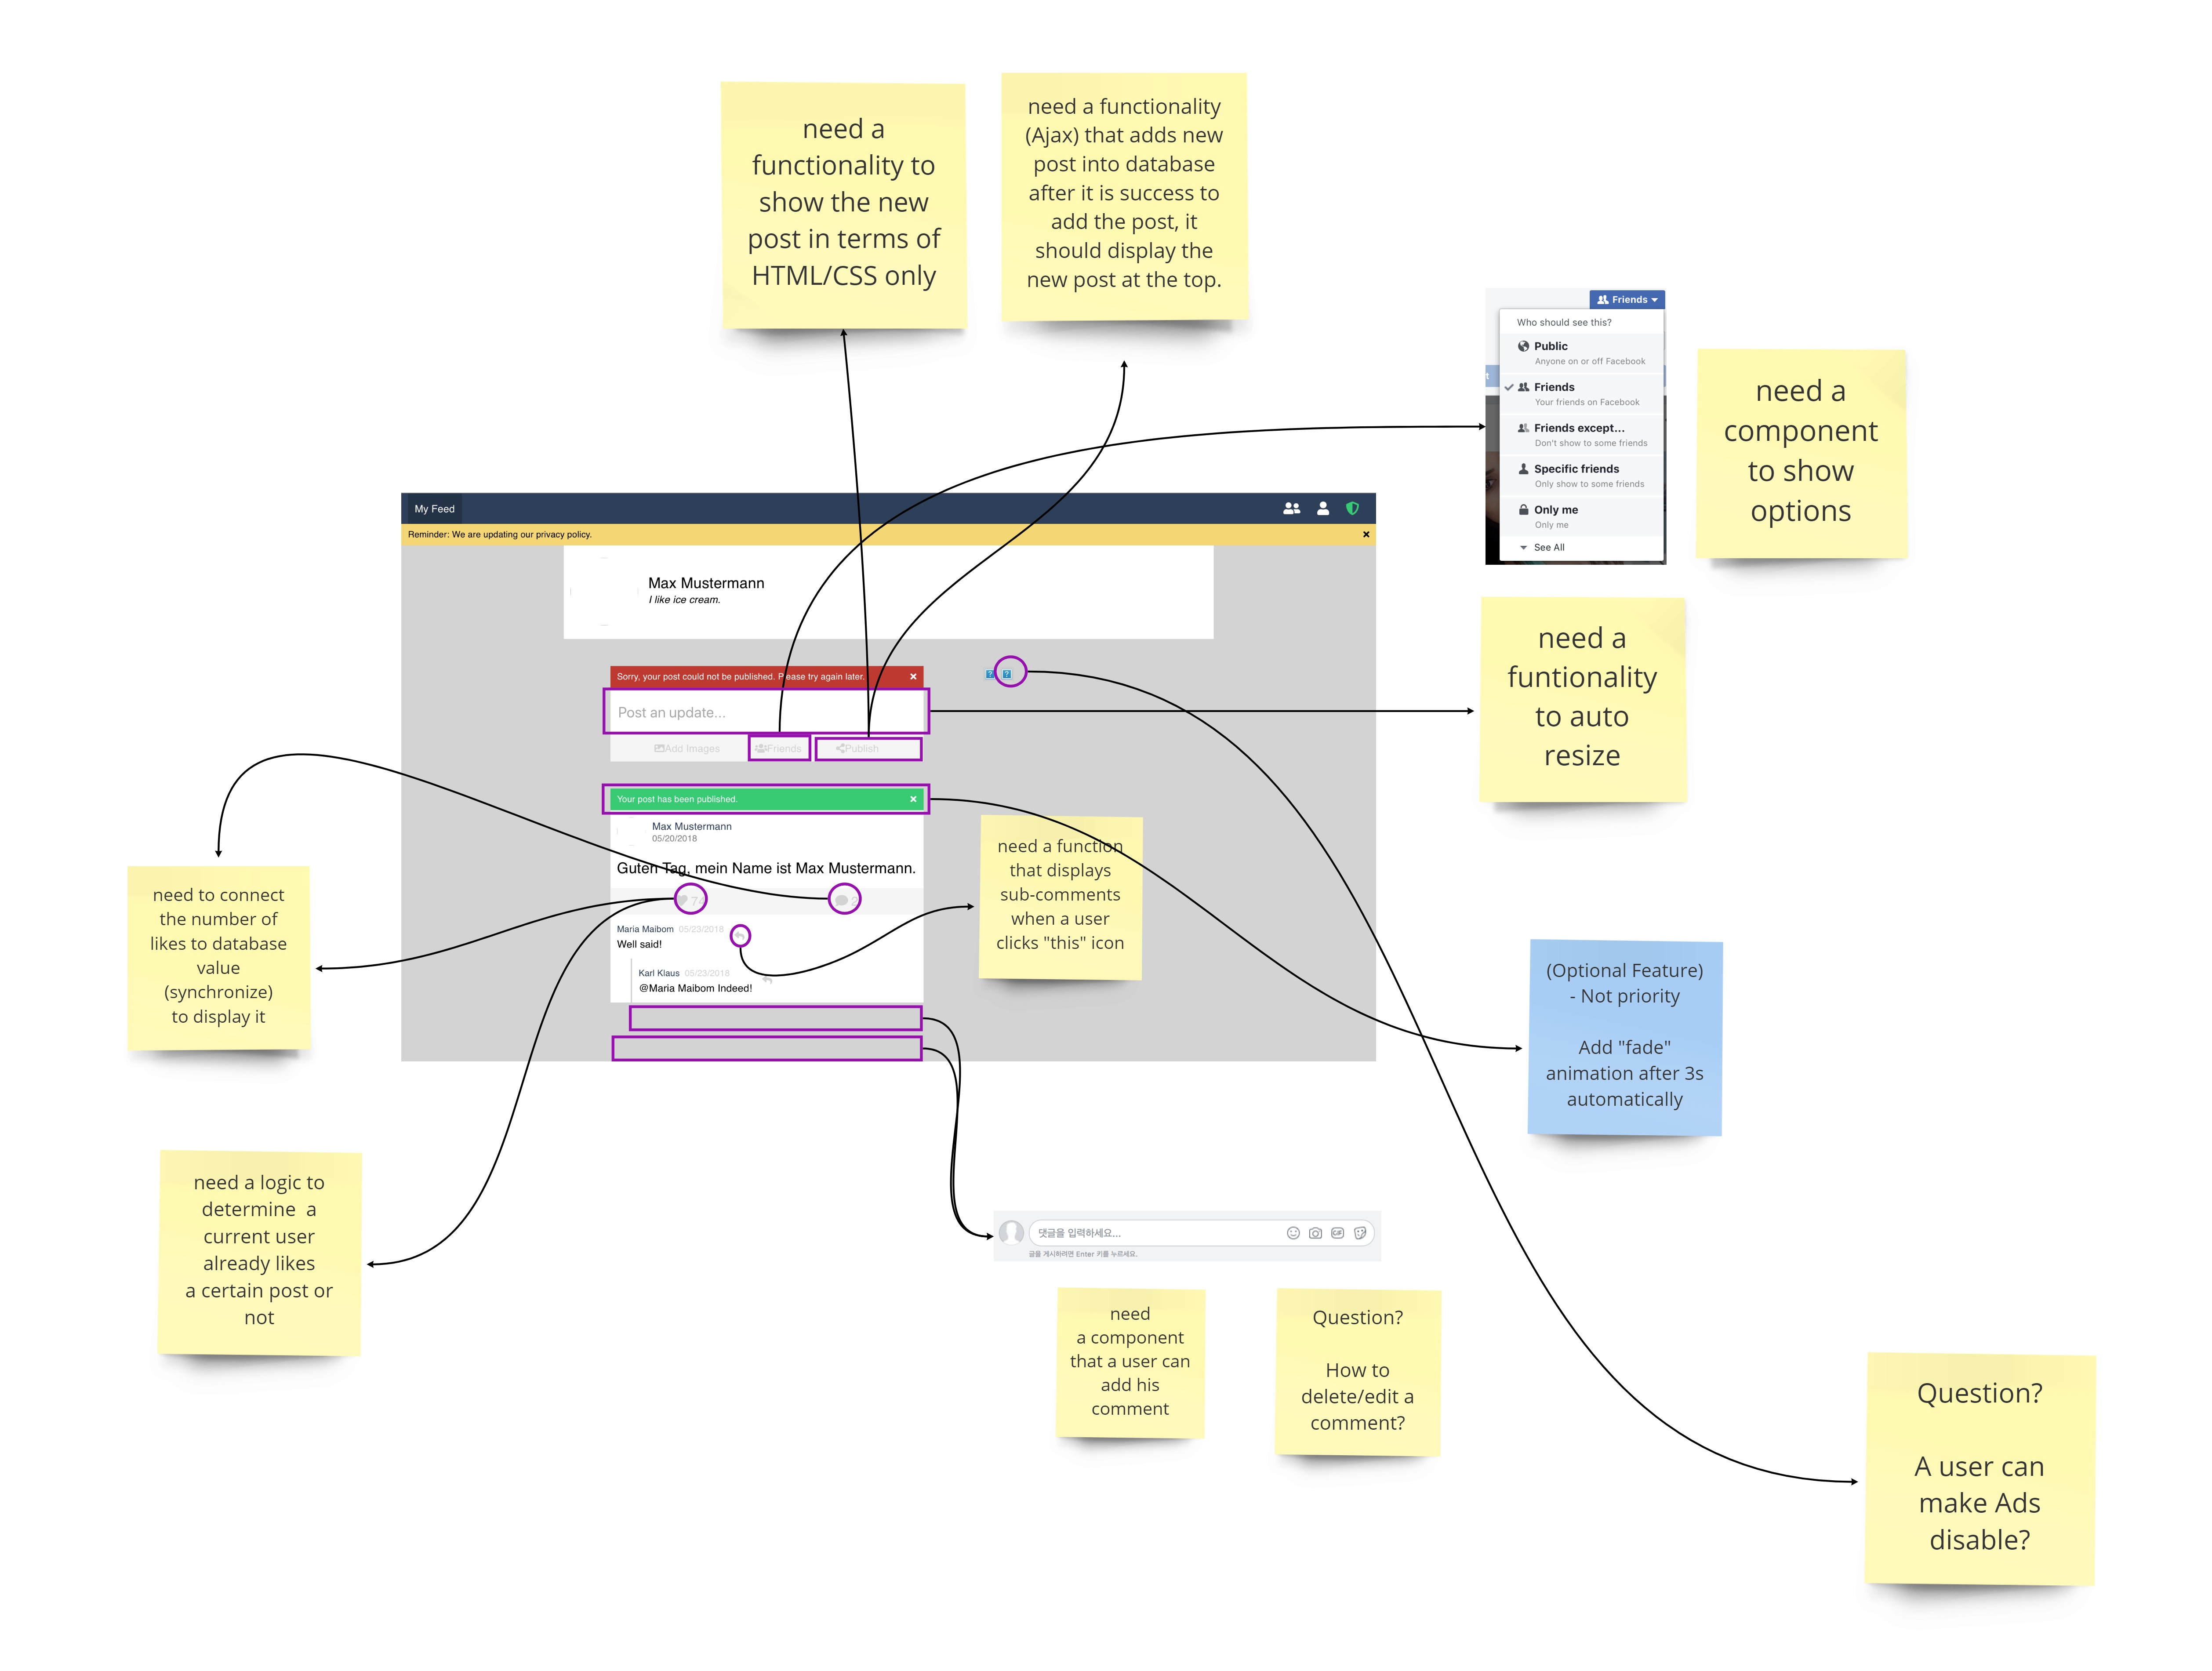 need a
functionality to
show the new
post in terms of
HTML/CSS only
need a functionality
(Ajax) that adds new
post into database
after it is success to
add the post, it
should display the
new post at the top.
Friends
Who should see this?
Public
Anyone on or off Facebook
Friends
Your friends on Facebook
Friends except...
Don't show to some friends
Specific friends
Only show to some friends
Only me
Only me
See All
need a
component
to show
options
My Feed
Reminder: We are updating our privacy policy.
Max Mustermann
I like ice cream.
Sorry, your post could not be published. Please try again later.
Post an update...
Add Images
Friends
Publish
need a
funtionality
to auto
resize
Your post has been published.
Max Mustermann
05/20/2018
Guten Tag, mein Name ist Max Mustermann.
Maria Maibom 05/23/2018
Well said!
Karl Klaus 05/23/2018
@Maria Maibom Indeed!
need a function
that displays
sub-comments
when a user
clicks "this" icon
need to connect
the number of
likes to database
value
(synchronize)
to display it
(Optional Feature)
- Not priority
Add "fade"
animation after 3s
automatically
need a logic to
determine a
current user
already likes
a certain post or
not
댓글을 입력하세요...
글을 게시하려면 Enter 키를 누르세요.
need
a component
that a user can
add his
comment
Question?
How to
delete/edit a
comment?
Question?
A user can
make Ads
disable?